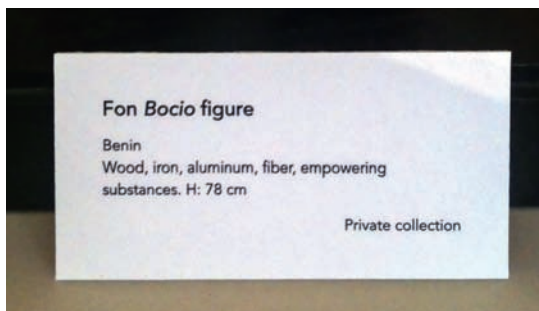 Fon Bocio figure
Benin
Wood, iron, aluminum, fiber, empowering
substances. H: 78 cm
Private collection